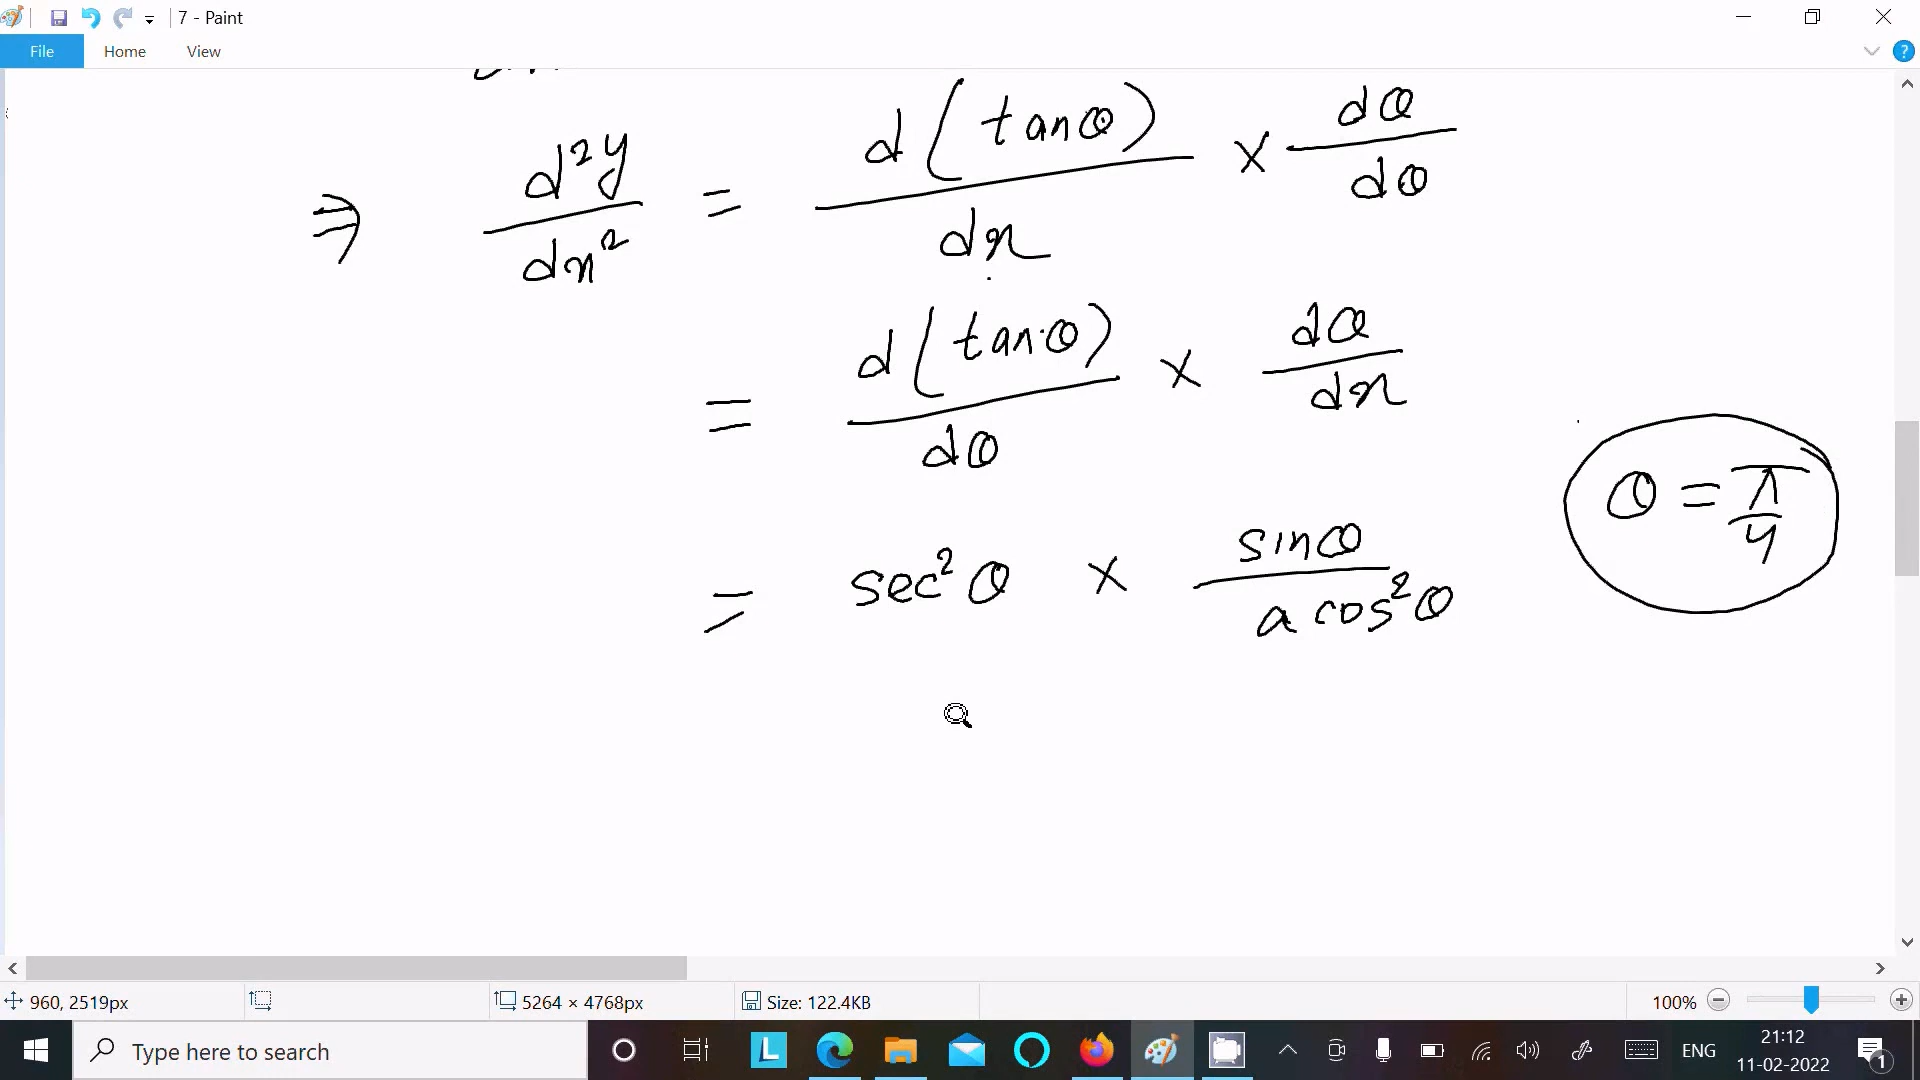 7 - Paint
File Home View
⇒ d²y/dx² = d(tanθ)/dx × dθ/dθ
= d(tanθ)/dθ × dθ/dx
θ = π/4
= sec²θ × sinθ/a cos²θ
960, 2519px 5264 × 4768px Size: 122.4KB 100%
Type here to search L ENG 21:12
11-02-2022 1